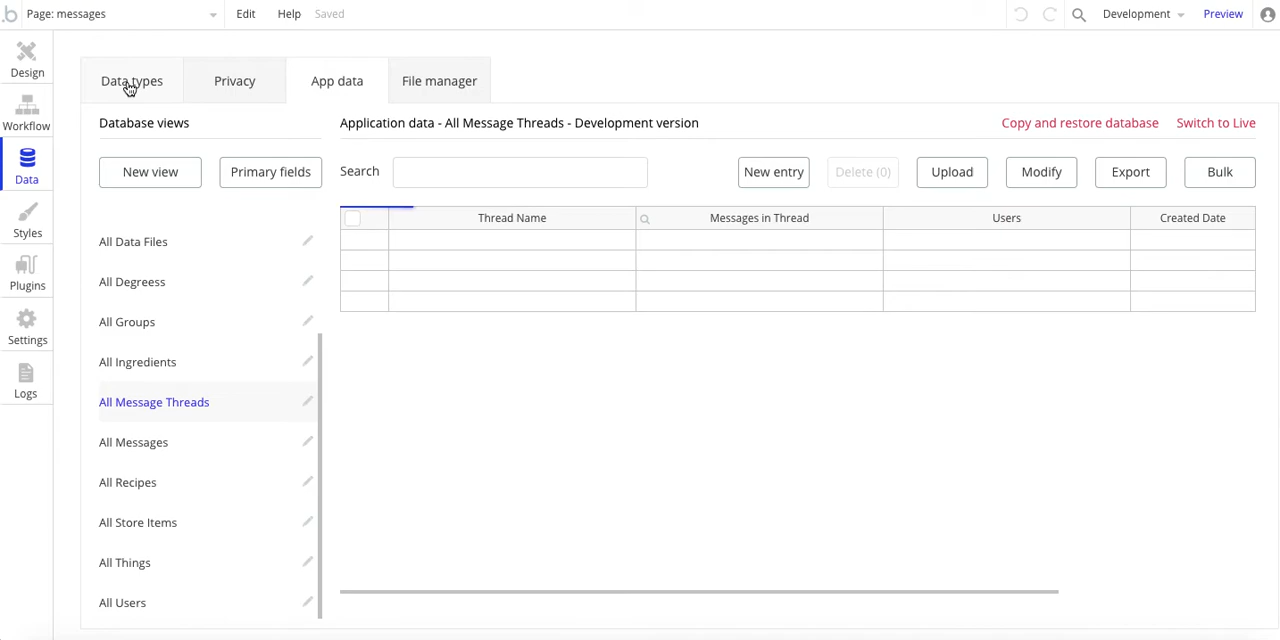 b Page: messages Edit Help Saved Development Preview
Data types Privacy App data File manager
Design
Workflow
Data
Styles
Plugins
Settings
Logs
Database views
New view Primary fields
All Data Files
All Degreess
All Groups
All Ingredients
All Message Threads
All Messages
All Recipes
All Store Items
All Things
All Users
Application data - All Message Threads - Development version Copy and restore database Switch to Live
Search New entry Delete (0) Upload Modify Export Bulk
Thread Name Messages in Thread Users Created Date